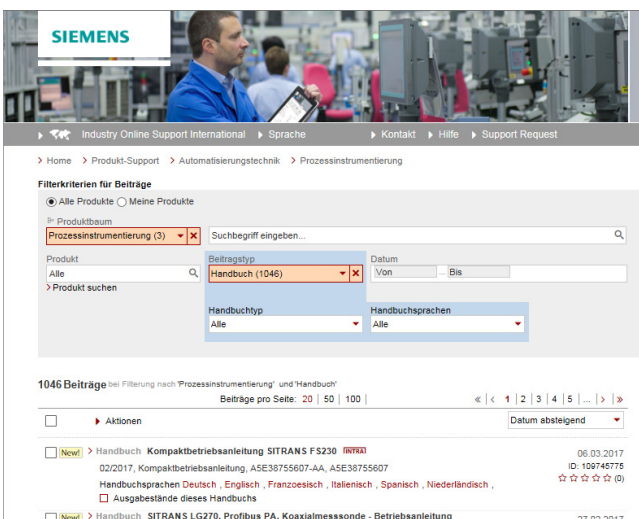 SIEMENS
Industry Online Support International Sprache Kontakt Hilfe Support Request
Home Produkt-Support Automatisierungstechnik Prozessinstrumentierung
Filterkriterien für Beiträge
Alle Produkte Meine Produkte
Produktbaum
Prozessinstrumentierung (3) Suchbegriff eingeben...
Produkt Beitragstyp Datum
Alle Handbuch (1046) Von ... Bis
Produkt suchen
Handbuchtyp Handbuchsprachen
Alle Alle
1046 Beiträge bei Filterung nach 'Prozessinstrumentierung' und 'Handbuch'
Beiträge pro Seite: 20 | 50 | 100 | « | < 1 | 2 | 3 | 4 | 5 | ... | > | »
Aktionen Datum absteigend
New! Handbuch Kompaktbetriebsanleitung SITRANS FS230 INTRA 06.03.2017
02/2017, Kompaktbetriebsanleitung, A5E38755607-AA, A5E38755607 ID: 109745775
Handbuchsprachen Deutsch , Englisch , Franzoesisch , Italienisch , Spanisch , Niederländisch , (0)
Ausgabestände dieses Handbuchs
New! Handbuch SITRANS LG270, Profibus PA, Koaxialmesssonde - Betriebsanleitung 27.02.2017